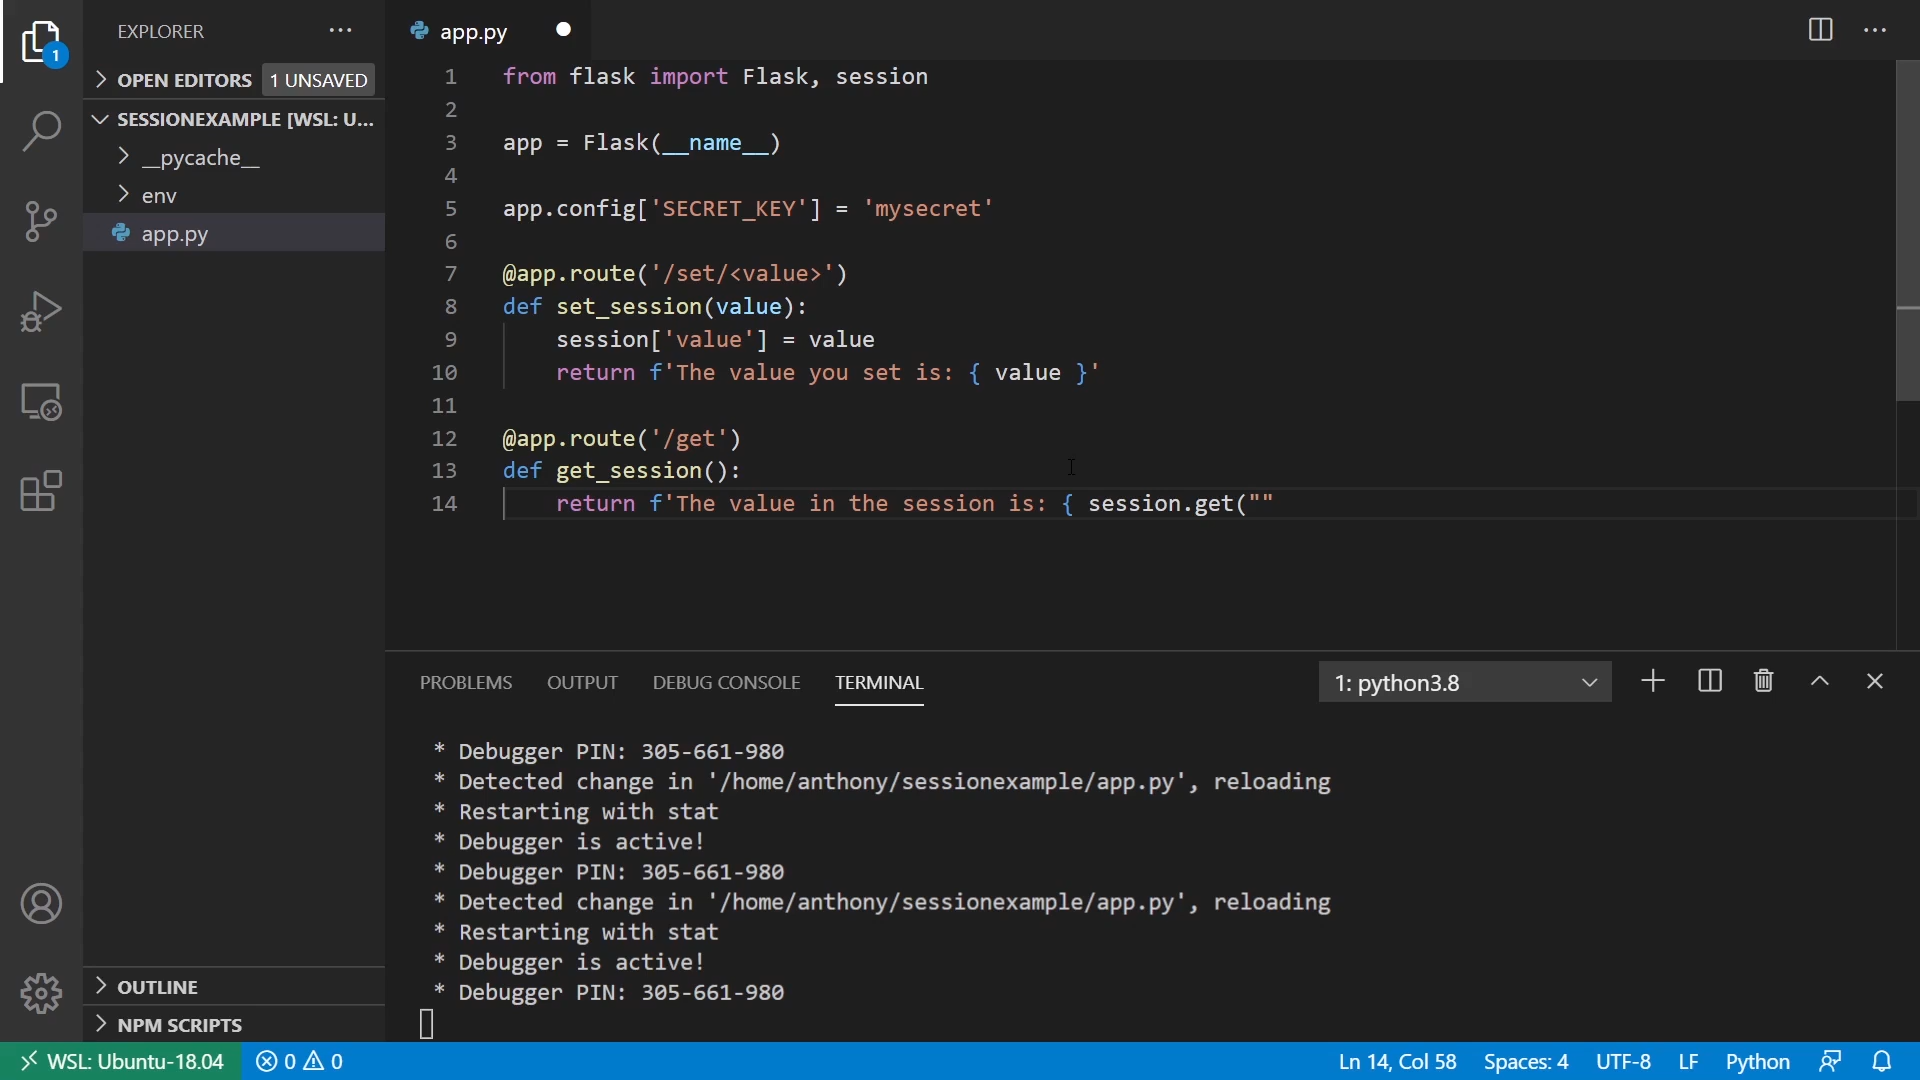 1
EXPLORER
OPEN EDITORS 1 UNSAVED
SESSIONEXAMPLE [WSL: U...
__pycache__
env
app.py
OUTLINE
NPM SCRIPTS
app.py
1 from flask import Flask, session
2
3 app = Flask(__name__)
4
5 app.config['SECRET_KEY'] = 'mysecret'
6
7 @app.route('/set/<value>')
8 def set_session(value):
9 session['value'] = value
10 return f'The value you set is: { value }'
11
12 @app.route('/get')
13 def get_session():
14 return f'The value in the session is: { session.get(""
PROBLEMS OUTPUT DEBUG CONSOLE TERMINAL 1: python3.8
* Debugger PIN: 305-661-980
* Detected change in '/home/anthony/sessionexample/app.py', reloading
* Restarting with stat
* Debugger is active!
* Debugger PIN: 305-661-980
* Detected change in '/home/anthony/sessionexample/app.py', reloading
* Restarting with stat
* Debugger is active!
* Debugger PIN: 305-661-980
WSL: Ubuntu-18.04 0 0 Ln 14, Col 58 Spaces: 4 UTF-8 LF Python